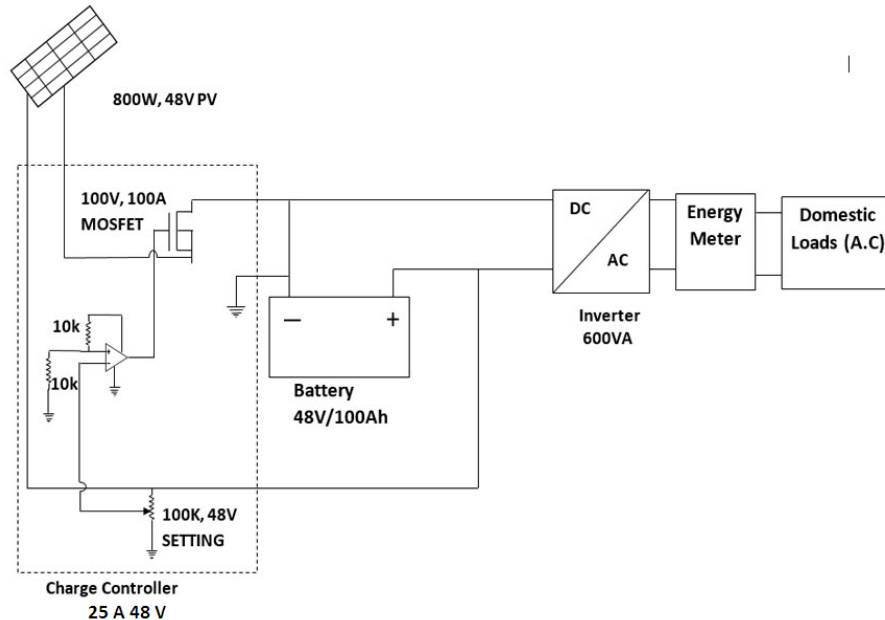 800W, 48V PV
100V, 100A
MOSFET
DC
AC
Energy
Meter
Domestic
Loads (A.C)
Inverter
600VA
10k
+
−
10k
−
+
Battery
48V/100Ah
100K, 48V
SETTING
Charge Controller
25 A 48 V